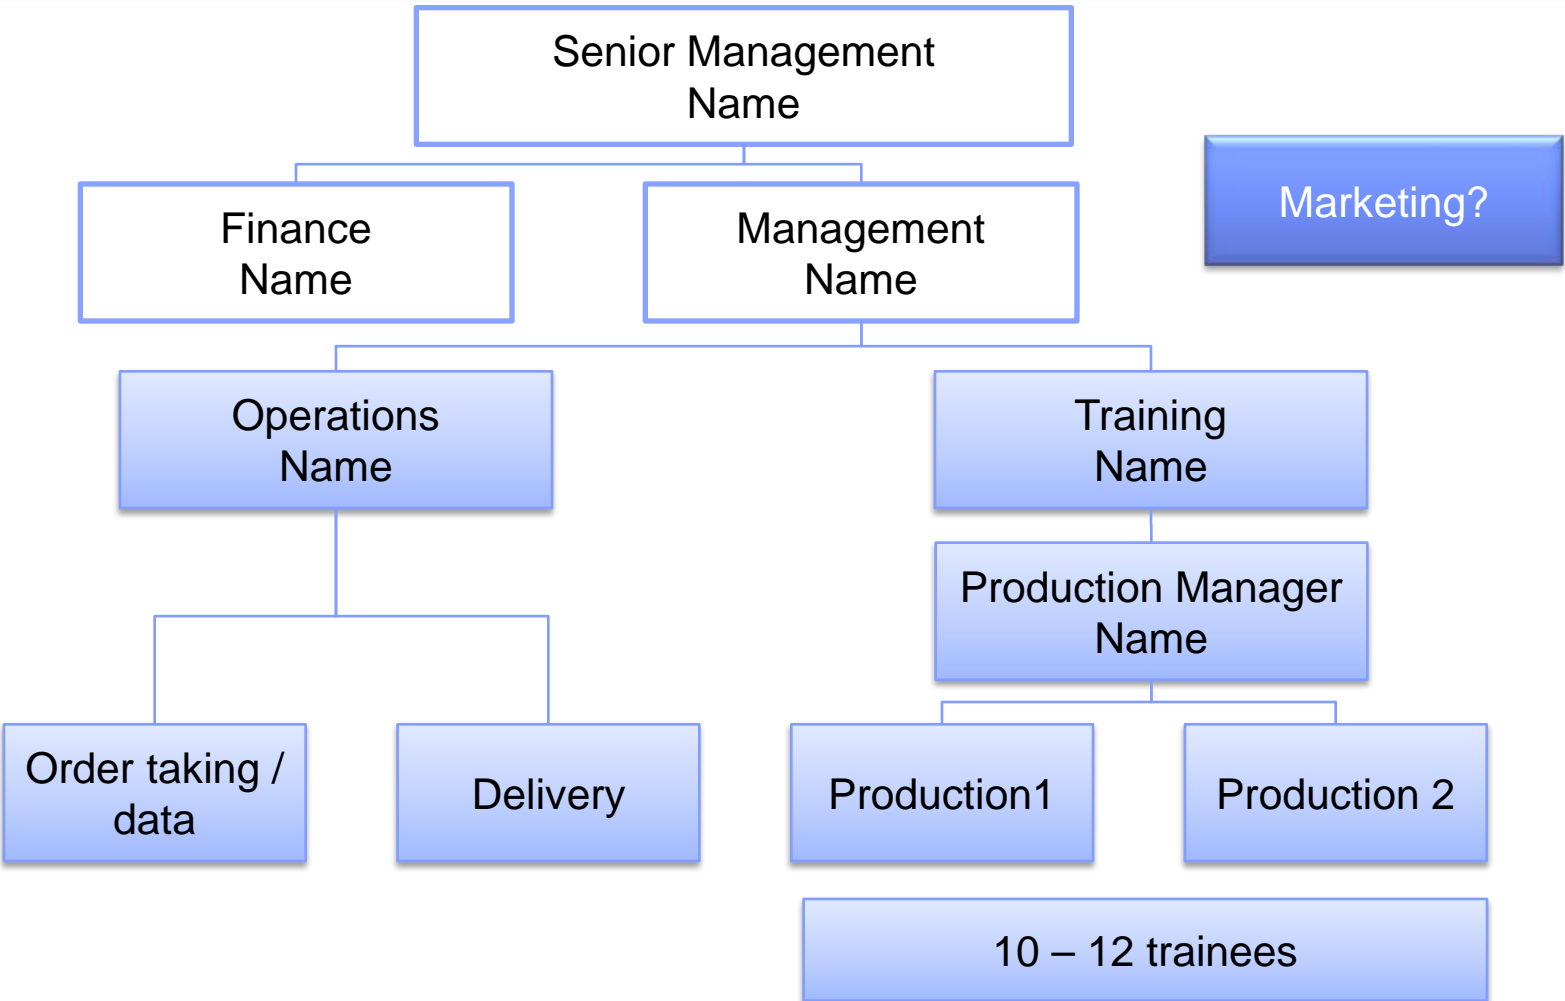 Senior Management
Name
Marketing?
Finance
Name
Management
Name
Operations
Name
Training
Name
Production Manager
Name
Order taking /
data
Delivery
Production1
Production 2
10 – 12 trainees